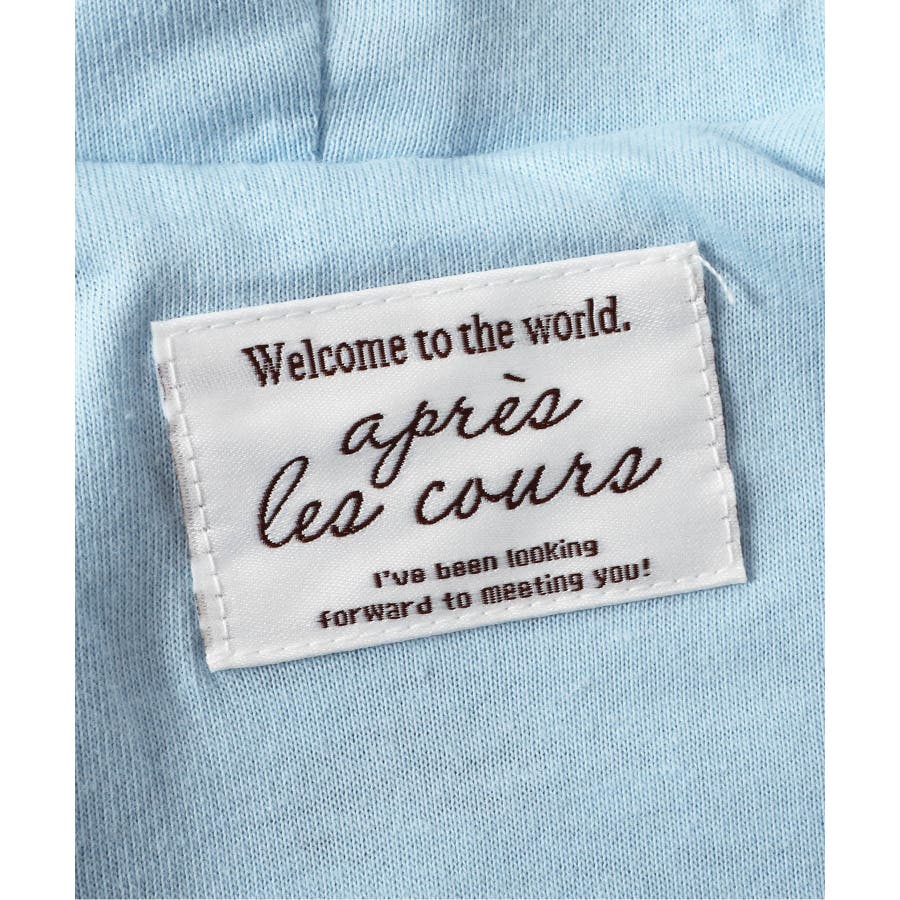 Welcome to the world.
après
les cours
I've been looking
forward to meeting you!